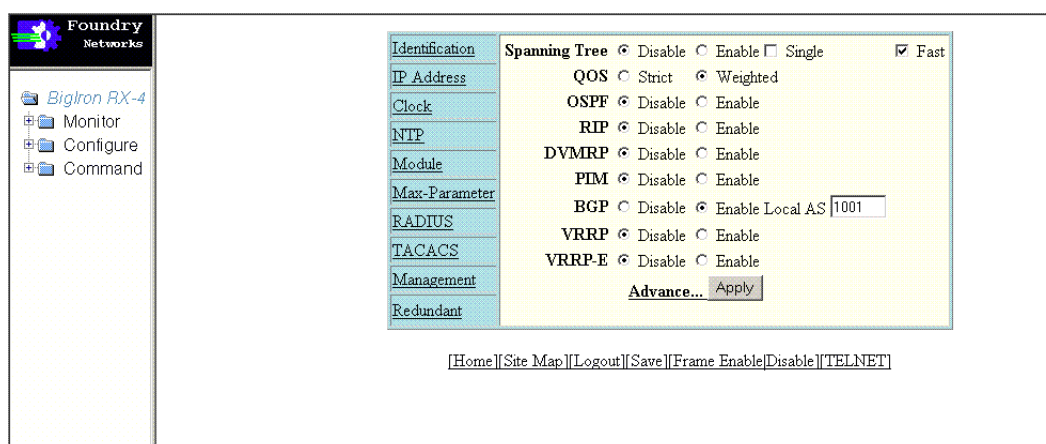 Foundry
Networks
BigIron RX-4
Monitor
Configure
Command
Identification
IP Address
Clock
NTP
Module
Max-Parameter
RADIUS
TACACS
Management
Redundant
Spanning Tree Disable Enable Single Fast
QOS Strict Weighted
OSPF Disable Enable
RIP Disable Enable
DVMRP Disable Enable
PIM Disable Enable
BGP Disable Enable Local AS 1001
VRRP Disable Enable
VRRP-E Disable Enable
Advance... Apply
[Home][Site Map][Logout][Save][Frame Enable|Disable][TELNET]